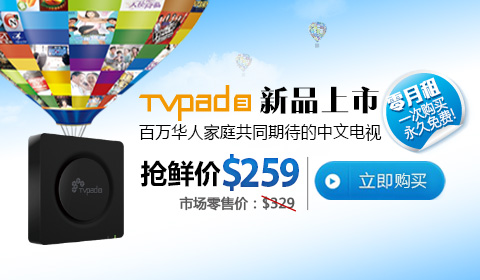 TVpad3 新品上市
百万华人家庭共同期待的中文电视
抢鲜价$259
市场零售价：$329
立即购买
零月租
一次购买
永久免费!
TVpad3